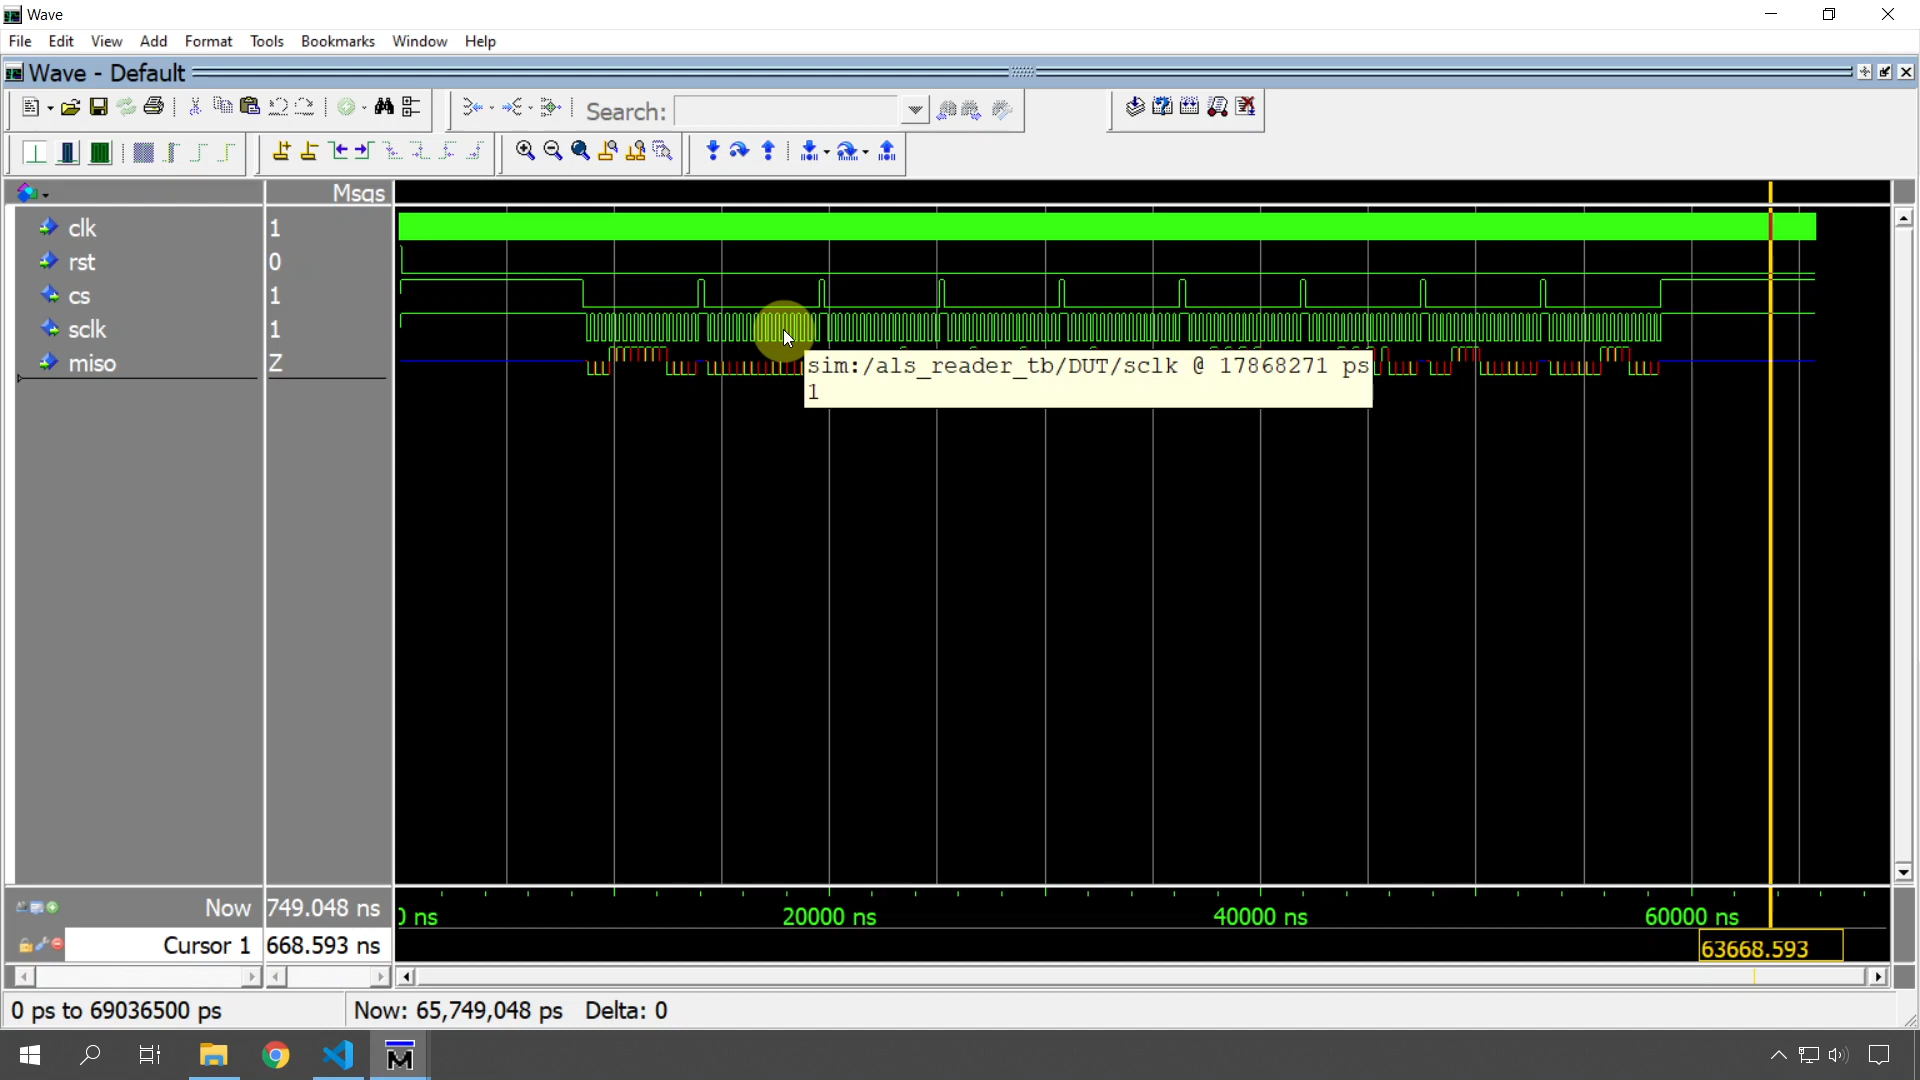 Wave
File Edit View Add Format Tools Bookmarks Window Help
Wave - Default
Search:
Msgs
clk 1
rst 0
cs 1
sclk 1
miso Z
sim:/als_reader_tb/DUT/sclk @ 17868271 ps
1
Now 749.048 ns
ns 20000 ns 40000 ns 60000 ns
Cursor 1 668.593 ns
63668.593
0 ps to 69036500 ps Now: 65,749,048 ps Delta: 0